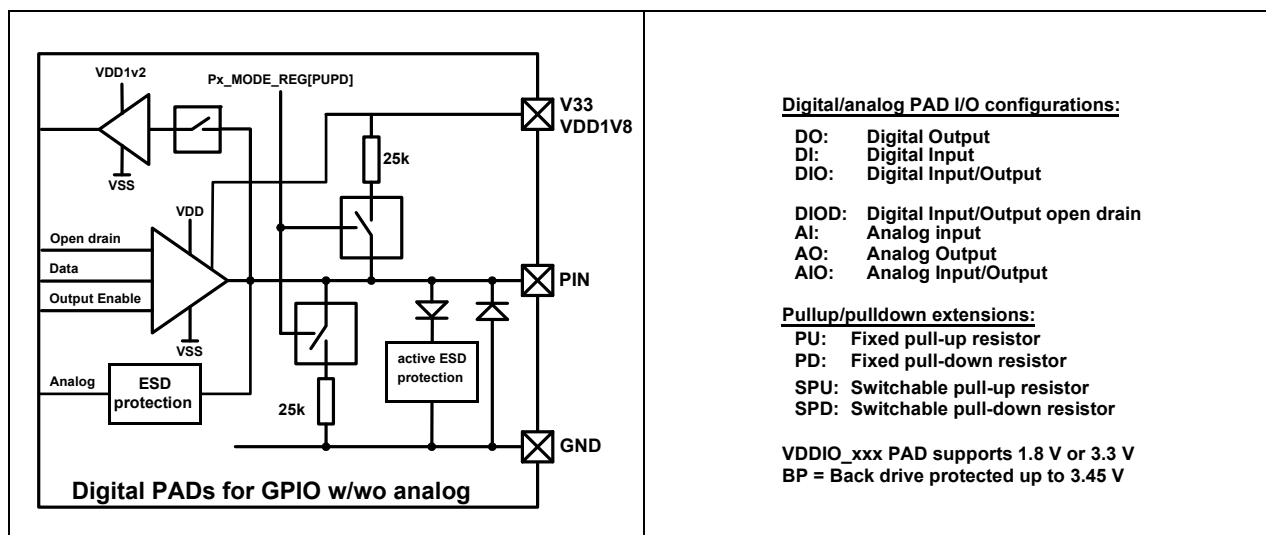 VDD1v2
Px_MODE_REG[PUPD]
V33
VDD1V8
25k
VSS
VDD
Open drain
Data
Output Enable
PIN
VSS
active ESD
protection
Analog
ESD
protection
25k
GND
Digital PADs for GPIO w/wo analog
Digital/analog PAD I/O configurations:
DO: Digital Output
DI: Digital Input
DIO: Digital Input/Output
DIOD: Digital Input/Output open drain
AI: Analog input
AO: Analog Output
AIO: Analog Input/Output
Pullup/pulldown extensions:
PU: Fixed pull-up resistor
PD: Fixed pull-down resistor
SPU: Switchable pull-up resistor
SPD: Switchable pull-down resistor
VDDIO_xxx PAD supports 1.8 V or 3.3 V
BP = Back drive protected up to 3.45 V